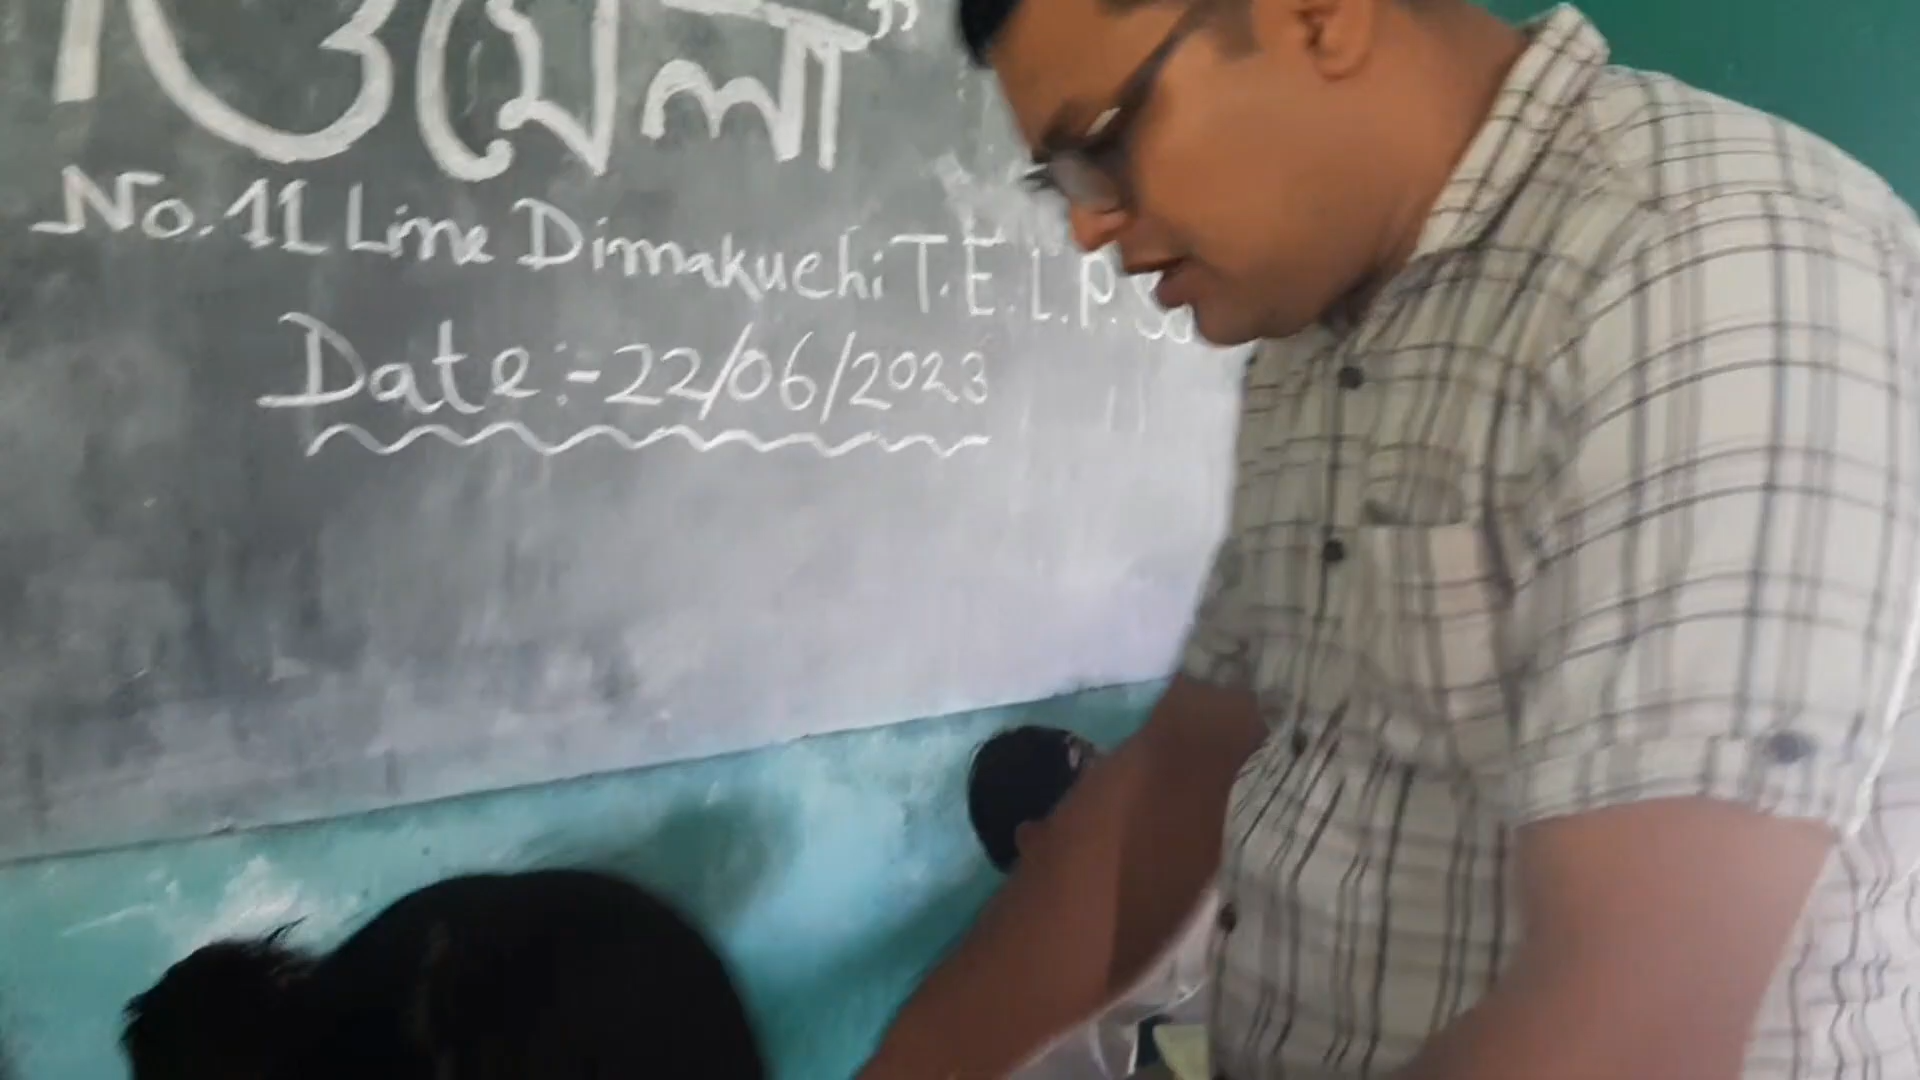 মেলা”
No. 11 Line Dimakuchi T.E. L.P.
Date:-22/06/2023